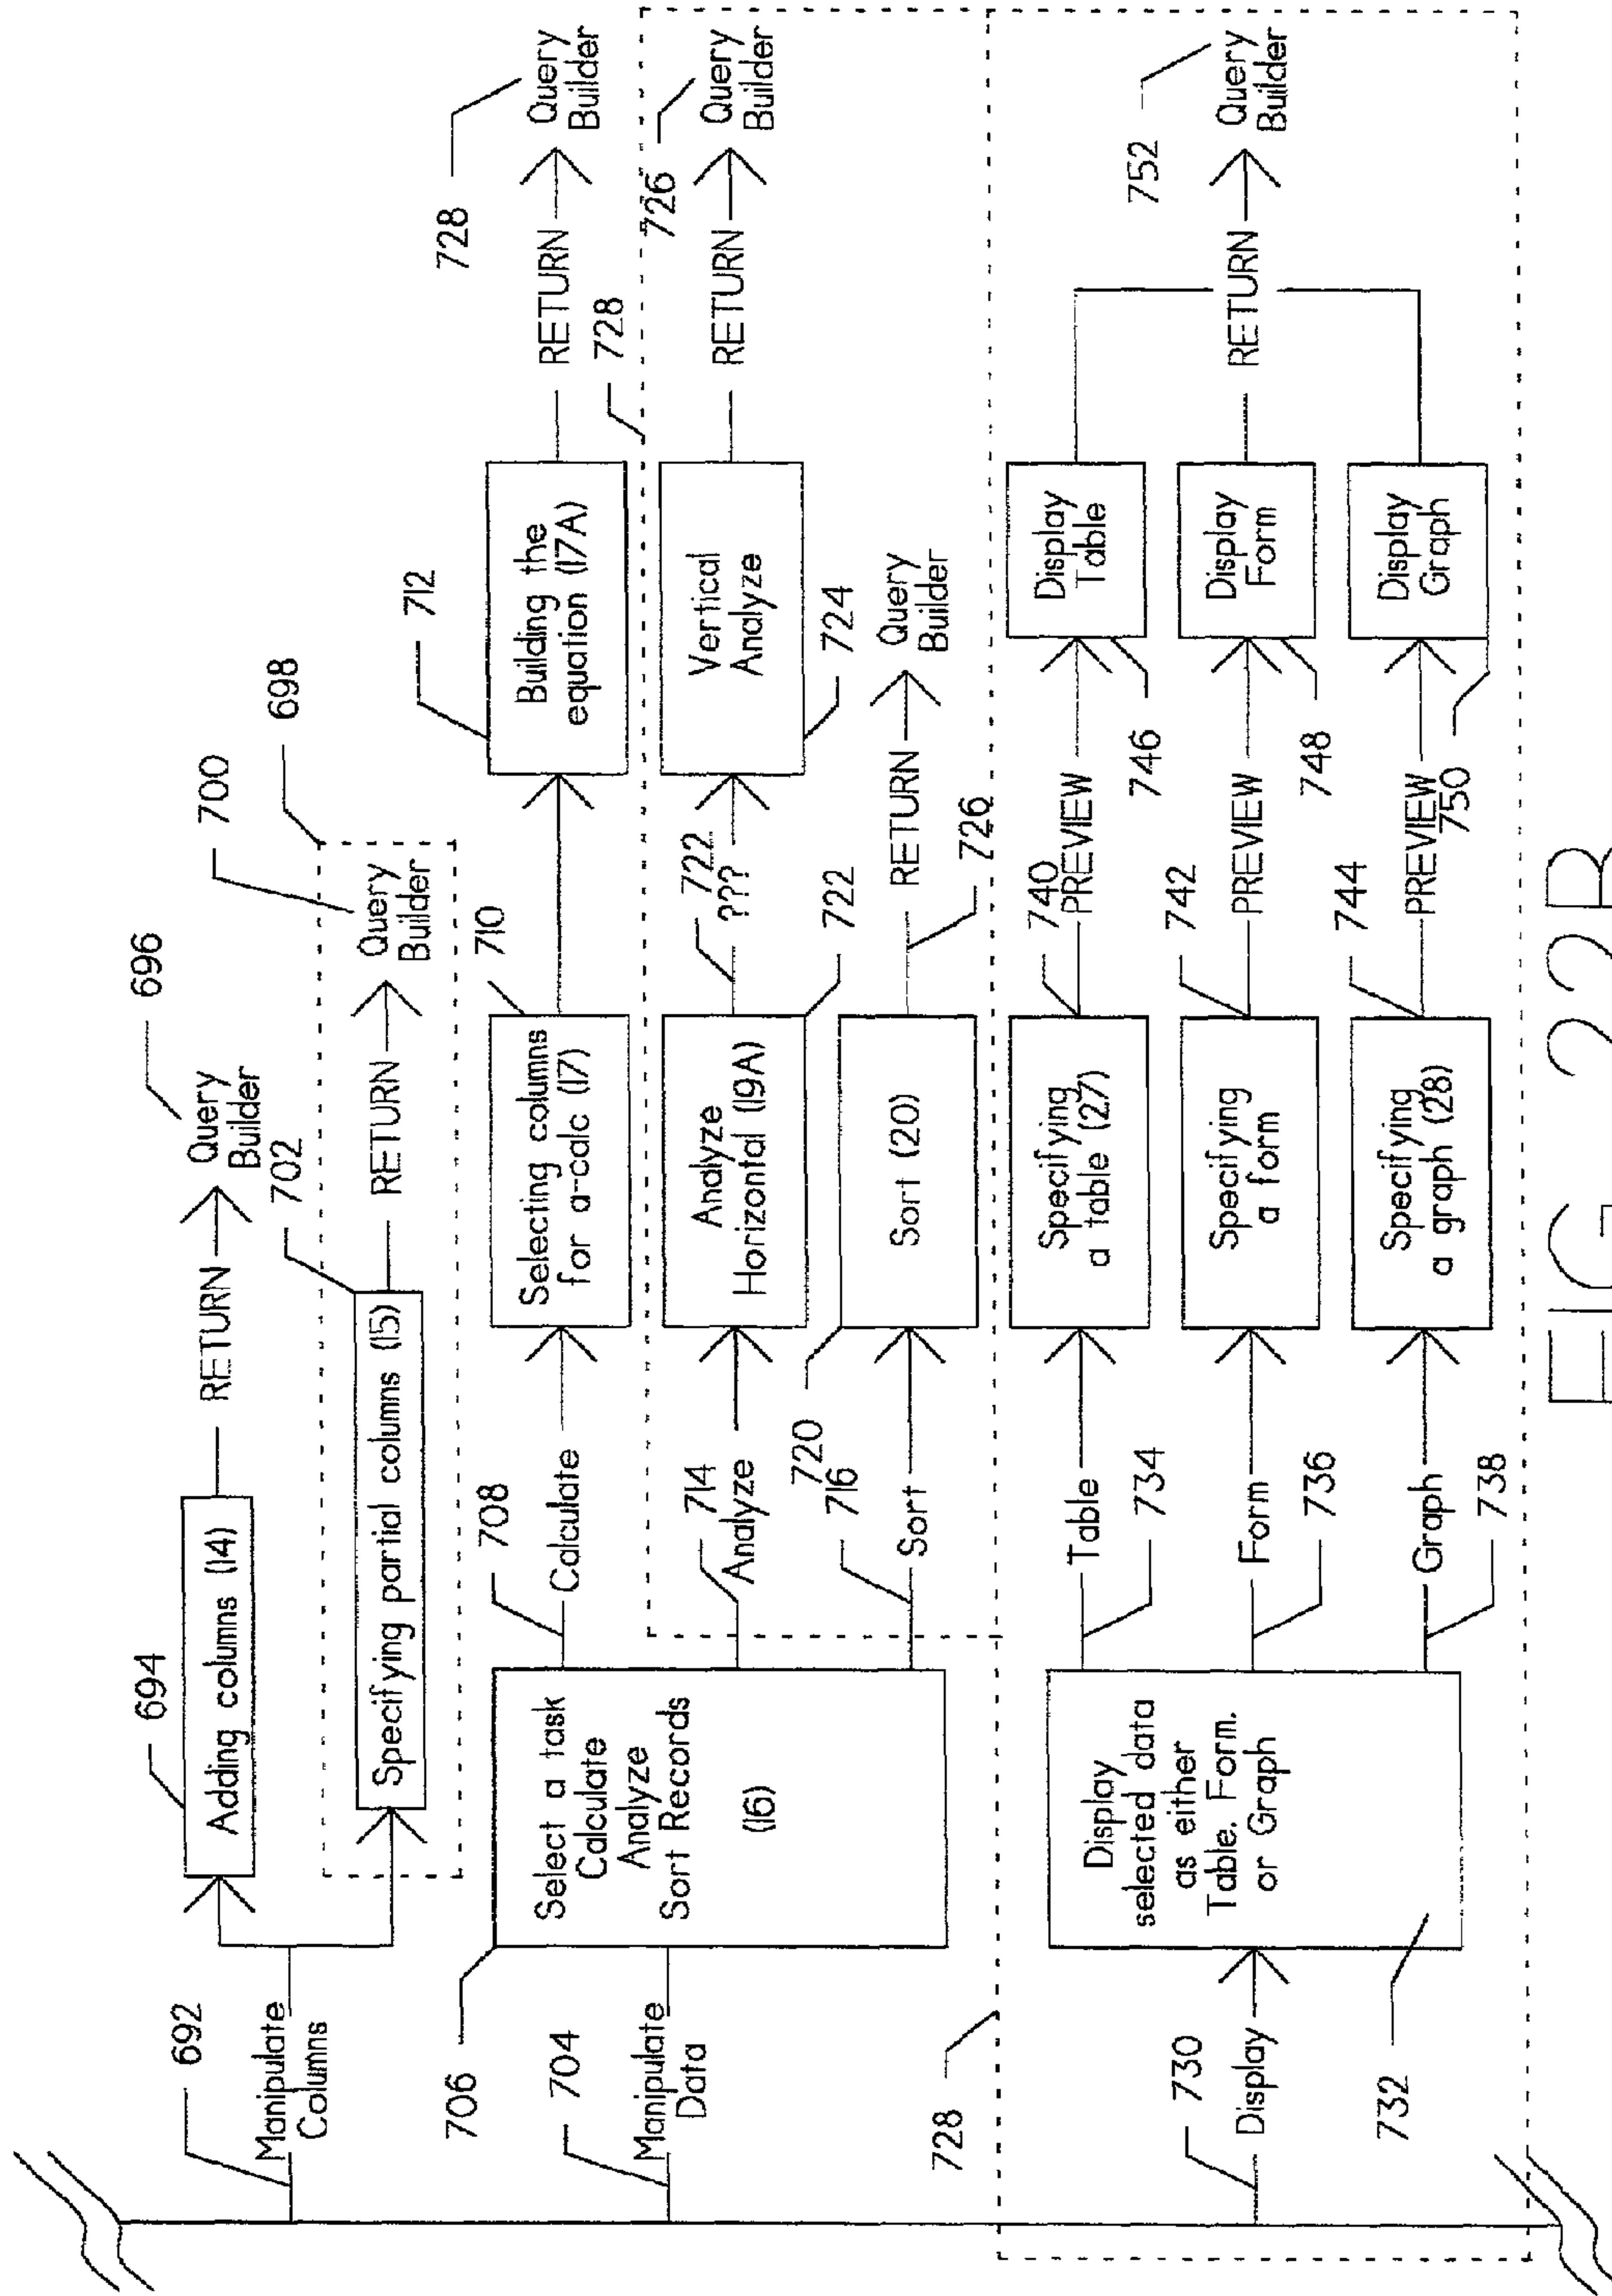 692
Manipulate
Columns
694
Adding columns (14)
RETURN
Query
Builder
696
698
700
702
Specifying partial columns (15)
RETURN
Query
Builder
704
Manipulate
Data
706
Select a task
Calculate
Analyze
Sort Records
(16)
708
Calculate
710
Selecting columns
for a-calc (17)
712
Building the
equation (17A)
RETURN
Query
Builder
728
728
714
Analyze
Analyze
Horizontal (19A)
722
722
???
Vertical
Analyze
724
RETURN
Query
Builder
726
716
Sort
720
Sort (20)
RETURN
726
Query
Builder
728
730
Display
732
Display
selected data
as either
Table. Form.
or Graph
Table
734
Specifying
a table (27)
740
PREVIEW
Display
Table
746
Form
736
Specifying
a form
742
PREVIEW
Display
Form
748
Graph
738
Specifying
a graph (28)
744
PREVIEW
750
Display
Graph
RETURN
Query
Builder
752
FIG 22B